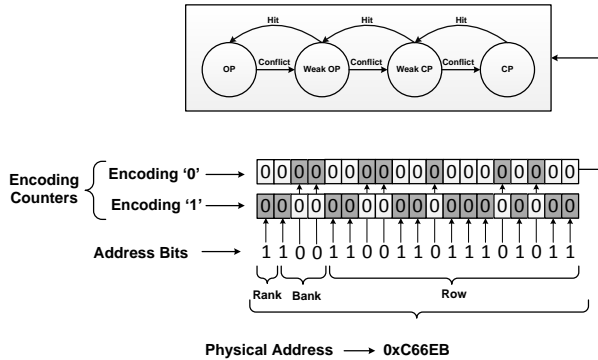 Hit Hit Hit
OP Conflict Weak OP Conflict Weak CP Conflict CP
Encoding Counters
Encoding ‘0’ 0 0 0 0 0 0 0 0 0 0 0 0 0 0 0 0 0 0 0
Encoding ‘1’ 0 0 0 0 0 0 0 0 0 0 0 0 0 0 0 0 0 0 0
Address Bits 1 1 0 0 1 1 0 0 1 1 0 1 1 1 0 1 0 1 1
Rank Bank Row
Physical Address 0xC66EB